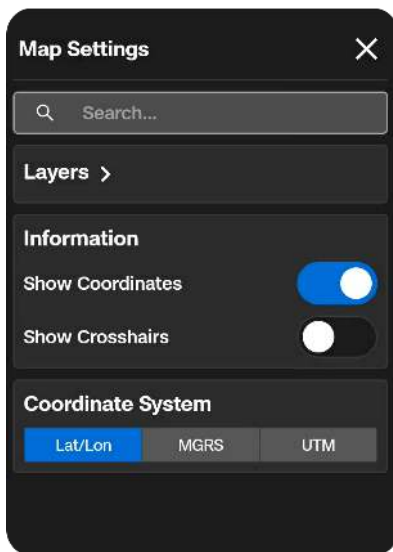 Map Settings
Search...
Layers
Information
Show Coordinates
Show Crosshairs
Coordinate System
Lat/Lon MGRS UTM